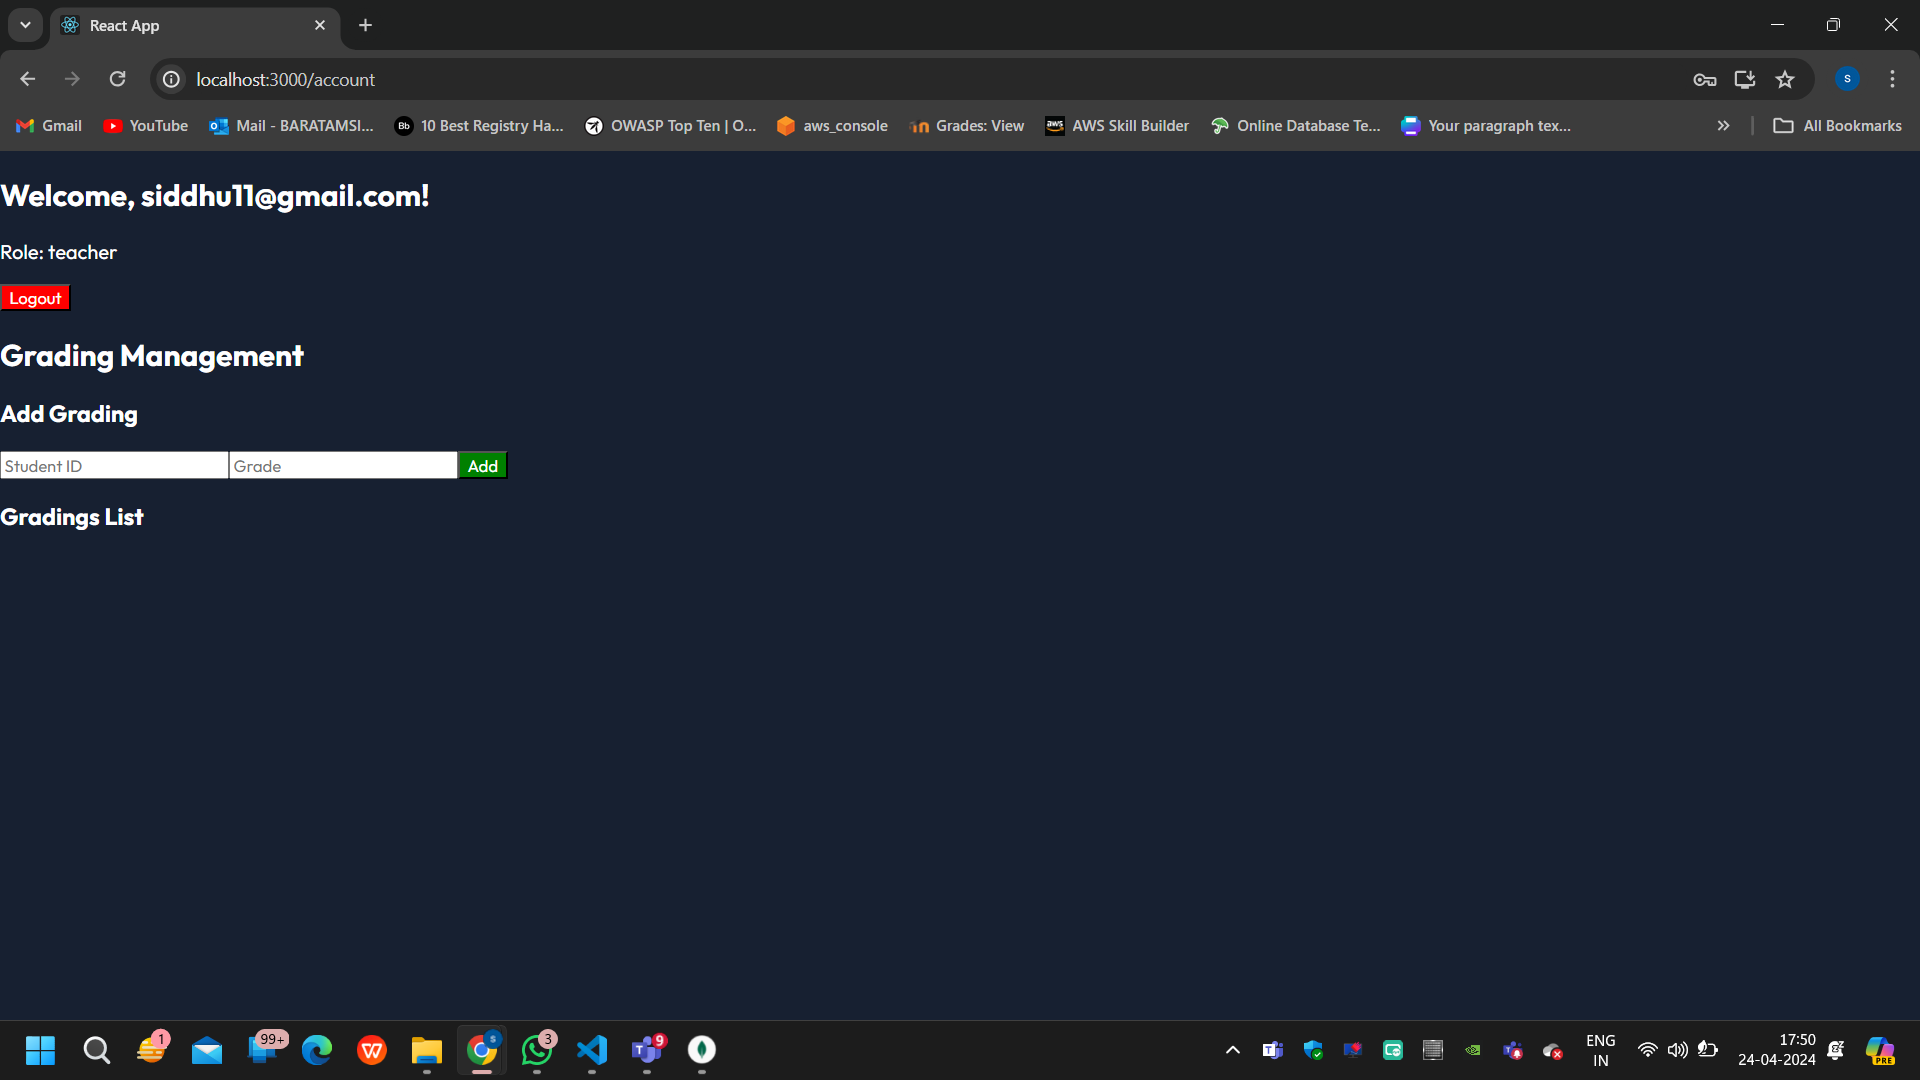 React App
localhost:3000/account
Gmail YouTube Mail - BARATAMSI... Bb 10 Best Registry Ha... OWASP Top Ten | O... aws_console Grades: View aws AWS Skill Builder Online Database Te... Your paragraph tex... All Bookmarks
S
Welcome, siddhu11@gmail.com!
Role: teacher
Logout
Grading Management
Add Grading
Student ID Grade Add
Gradings List
1 99+ S 3 9
ENG
IN
17:50
24-04-2024
PRE